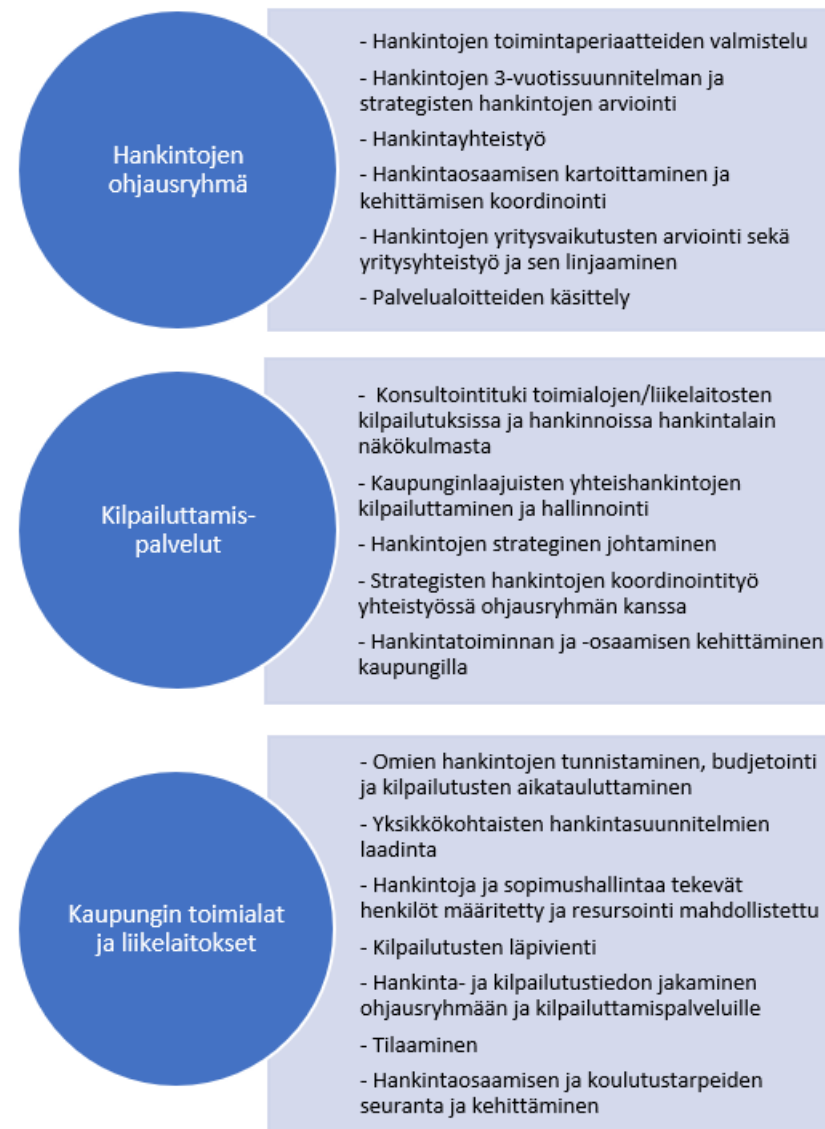 Hankintojen
ohjausryhmä
- Hankintojen toimintaperiaatteiden valmistelu
- Hankintojen 3-vuotissuunnitelman ja
strategisten hankintojen arviointi
- Hankintayhteistyö
- Hankintaosaamisen kartoittaminen ja
kehittämisen koordinointi
- Hankintojen yritysvaikutusten arviointi sekä
yritysyhteistyö ja sen linjaaminen
- Palvelualoitteiden käsittely
Kilpailuttamis-
palvelut
- Konsultointituki toimialojen/liikelaitosten
kilpailutuksissa ja hankinnoissa hankintalain
näkökulmasta
- Kaupunginlaajuisten yhteishankintojen
kilpailuttaminen ja hallinnointi
- Hankintojen strateginen johtaminen
- Strategisten hankintojen koordinointityö
yhteistyössä ohjausryhmän kanssa
- Hankintatoiminnan ja -osaamisen kehittäminen
kaupungilla
Kaupungin toimialat
ja liikelaitokset
- Omien hankintojen tunnistaminen, budjetointi
ja kilpailutusten aikatauluttaminen
- Yksikkökohtaisten hankintasuunnitelmien
laadinta
- Hankintoja ja sopimushallintaa tekevät
henkilöt määritetty ja resursointi mahdollistettu
- Kilpailutusten läpivienti
- Hankinta- ja kilpailutustiedon jakaminen
ohjausryhmään ja kilpailuttamispalveluille
- Tilaaminen
- Hankintaosaamisen ja koulutustarpeiden
seuranta ja kehittäminen